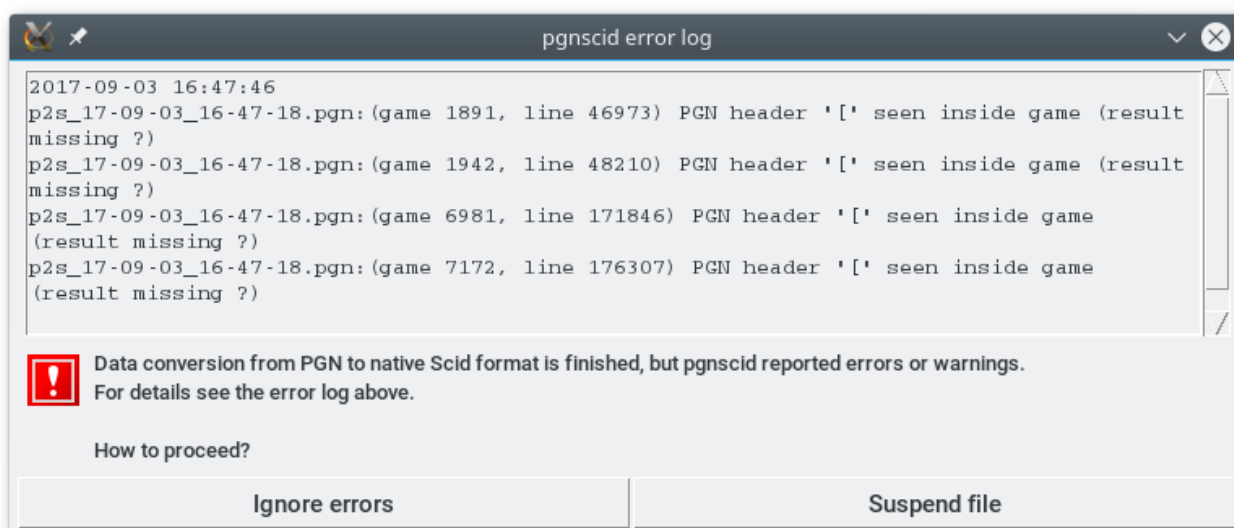 pgnscid error log
2017-09-03 16:47:46
p2s_17-09-03_16-47-18.pgn:(game 1891, line 46973) PGN header '[' seen inside game (result
missing ?)
p2s_17-09-03_16-47-18.pgn:(game 1942, line 48210) PGN header '[' seen inside game (result
missing ?)
p2s_17-09-03_16-47-18.pgn:(game 6981, line 171846) PGN header '[' seen inside game
(result missing ?)
p2s_17-09-03_16-47-18.pgn:(game 7172, line 176307) PGN header '[' seen inside game
(result missing ?)
Data conversion from PGN to native Scid format is finished, but pgnscid reported errors or warnings.
For details see the error log above.
How to proceed?
Ignore errors
Suspend file